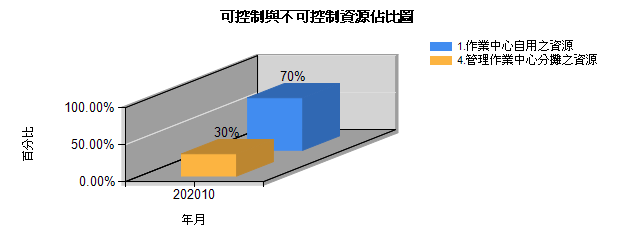 可控制與不可控制資源佔比圖
1.作業中心自用之資源
4.管理作業中心分攤之資源
70%
100.00%
30%
50.00%
0.00%
百分比
202010
年月